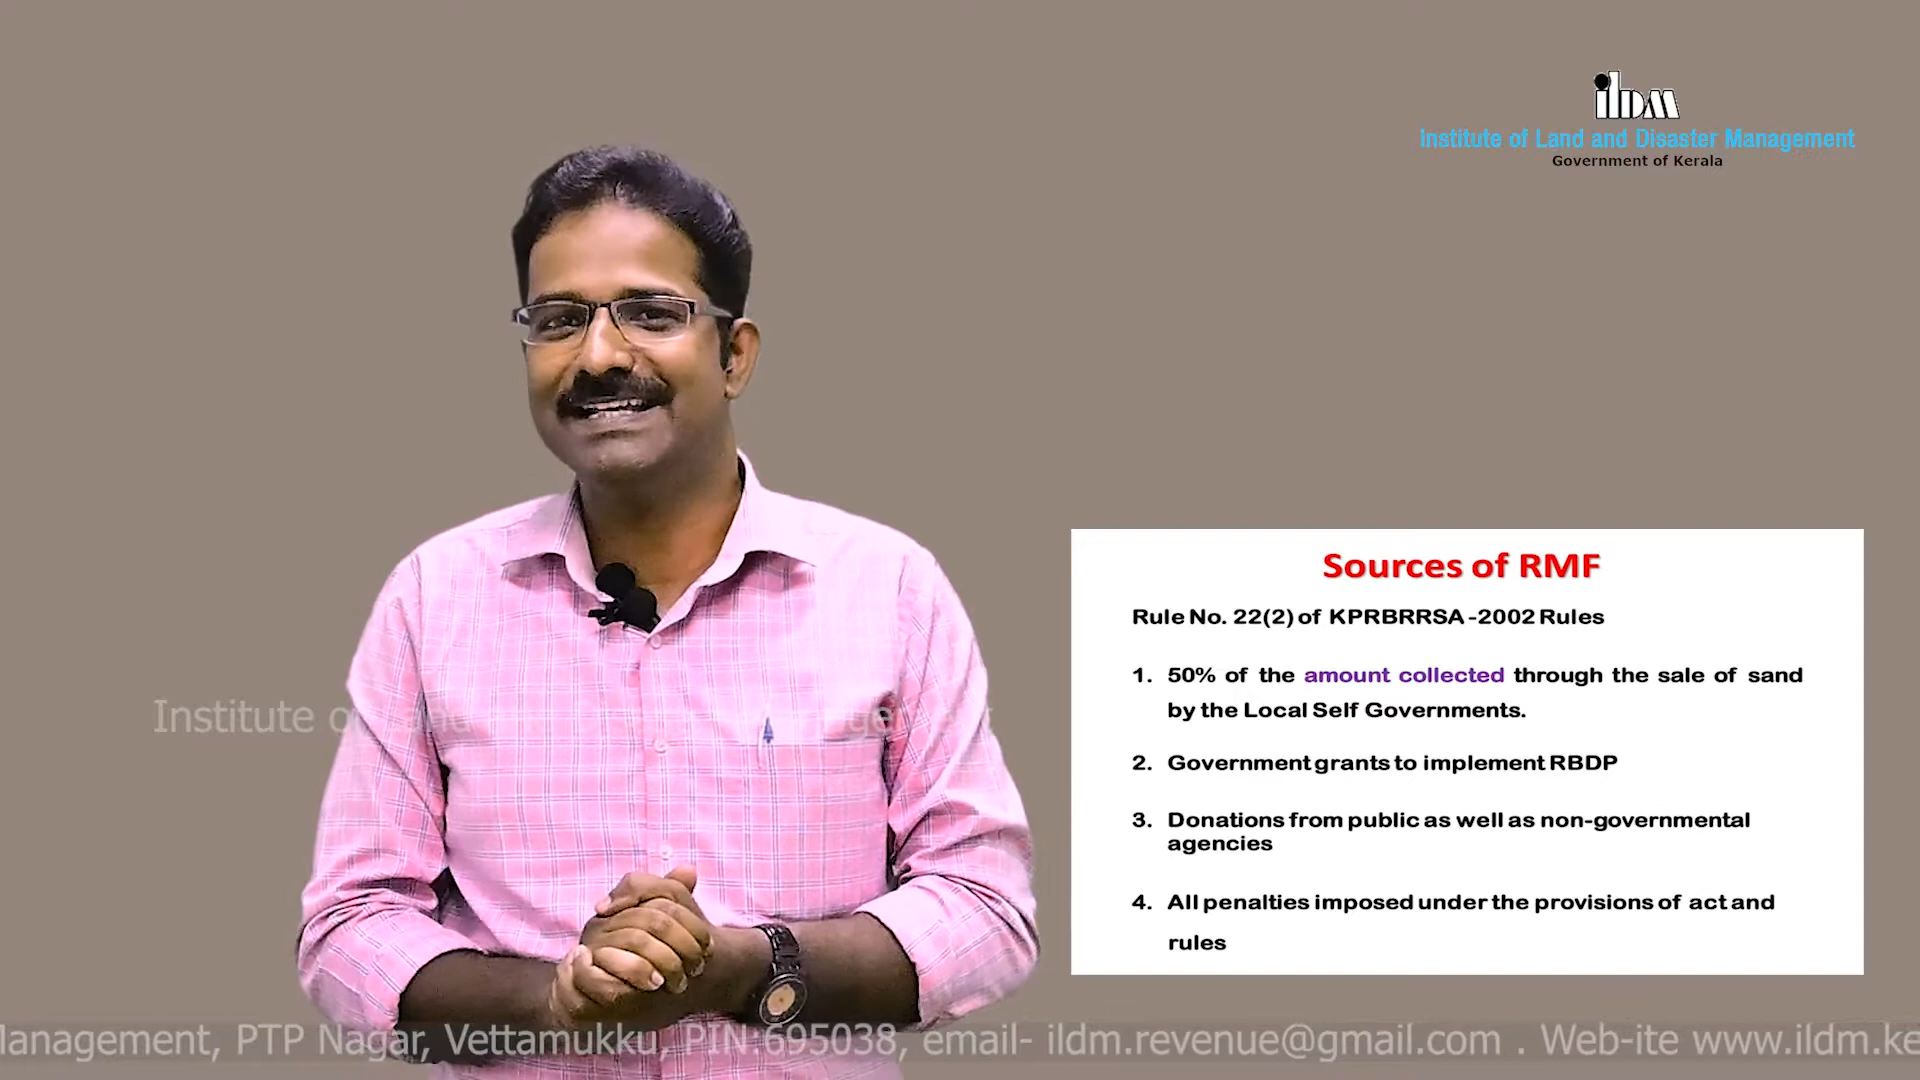 ilDM
Institute of Land and Disaster Management
Government of Kerala
Sources of RMF
Rule No. 22(2) of KPRBRRSA -2002 Rules
1. 50% of the amount collected through the sale of sand
by the Local Self Governments.
2. Government grants to implement RBDP
3. Donations from public as well as non-governmental
agencies
4. All penalties imposed under the provisions of act and
rules
Institute of Land
Management, PTP Nagar, Vettamukku, PIN:695038, email- ildm.revenue@gmail.com . Web-ite www.ildm.ke